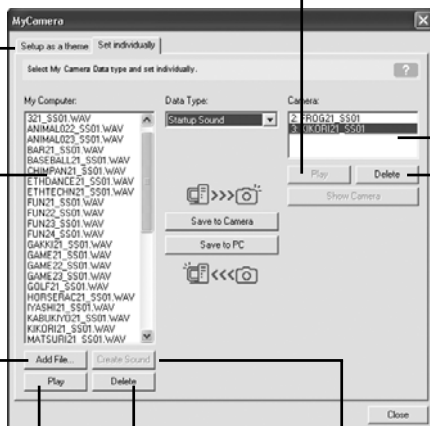 MyCamera
Setup as a theme Set individually
Select My Camera Data type and set individually.
?
My Computer:
321_SS01.WAV
ANIMAL022_SS01.WAV
ANIMAL023_SS01.WAV
BAR21_SS01.WAV
BASEBALL21_SS01.WAV
CHIMPAN21_SS01.WAV
ETHDANCE21_SS01.WAV
ETHTECHN21_SS01.WAV
FUN21_SS01.WAV
FUN22_SS01.WAV
FUN23_SS01.WAV
FUN24_SS01.WAV
GAKKI21_SS01.WAV
GAME21_SS01.WAV
GAME22_SS01.WAV
GAME23_SS01.WAV
GOLF21_SS01.WAV
HORSERAC21_SS01.WAV
IYASHI21_SS01.WAV
KABUKIYO21_SS01.WAV
KIKORI21_SS01.WAV
MATSURI21_SS01.WAV
Add File... Create Sound
Play Delete
Data Type:
Startup Sound
>>>
Save to Camera
Save to PC
<<<
Camera:
2: FROG21_SS01
3: KIKORI21_SS01
Play Delete
Show Camera
Close